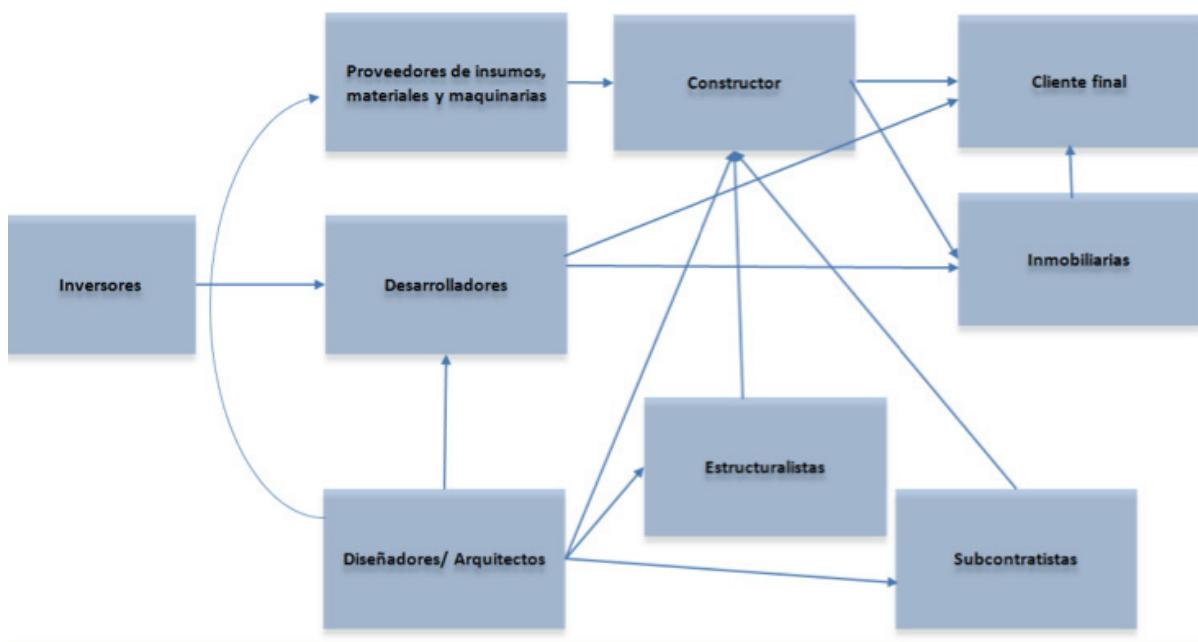 Proveedores de insumos,
materiales y maquinarias
Constructor
Cliente final
Inversores
Desarrolladores
Inmobiliarias
Estructuralistas
Diseñadores/ Arquitectos
Subcontratistas